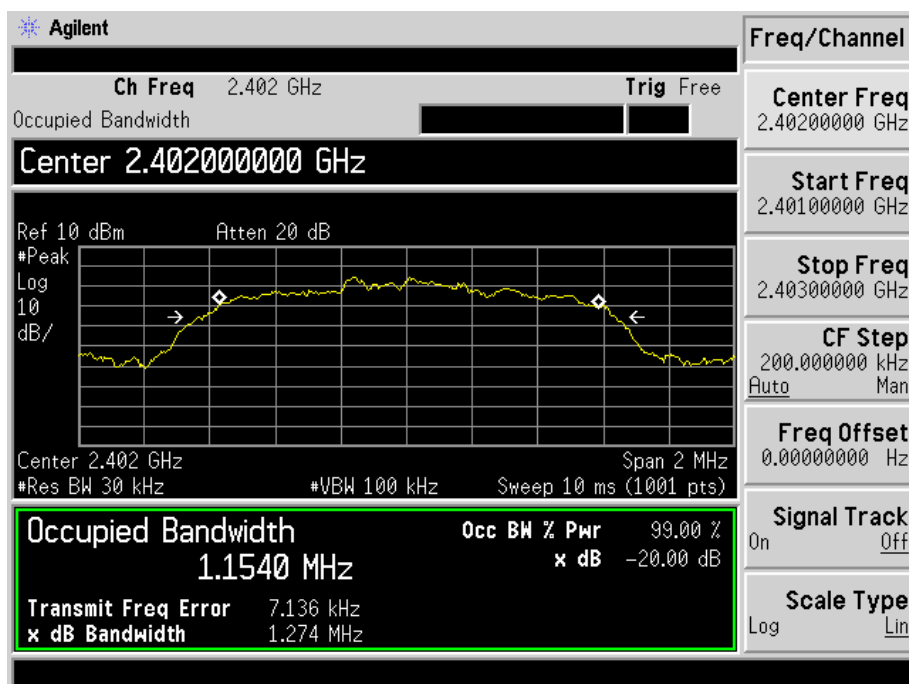 Agilent
Freq/Channel
Ch Freq 2.402 GHz Trig Free
Occupied Bandwidth
Center 2.402000000 GHz
Ref 10 dBm Atten 20 dB
#Peak
Log
10
dB/
Center 2.402 GHz Span 2 MHz
#Res BW 30 kHz #VBW 100 kHz Sweep 10 ms (1001 pts)
Occupied Bandwidth
1.1540 MHz
Occ BW % Pwr 99.00 %
x dB -20.00 dB
Transmit Freq Error 7.136 kHz
x dB Bandwidth 1.274 MHz
Center Freq
2.40200000 GHz
Start Freq
2.40100000 GHz
Stop Freq
2.40300000 GHz
CF Step
200.000000 kHz
Auto Man
Freq Offset
0.00000000 Hz
Signal Track
On Off
Scale Type
Log Lin